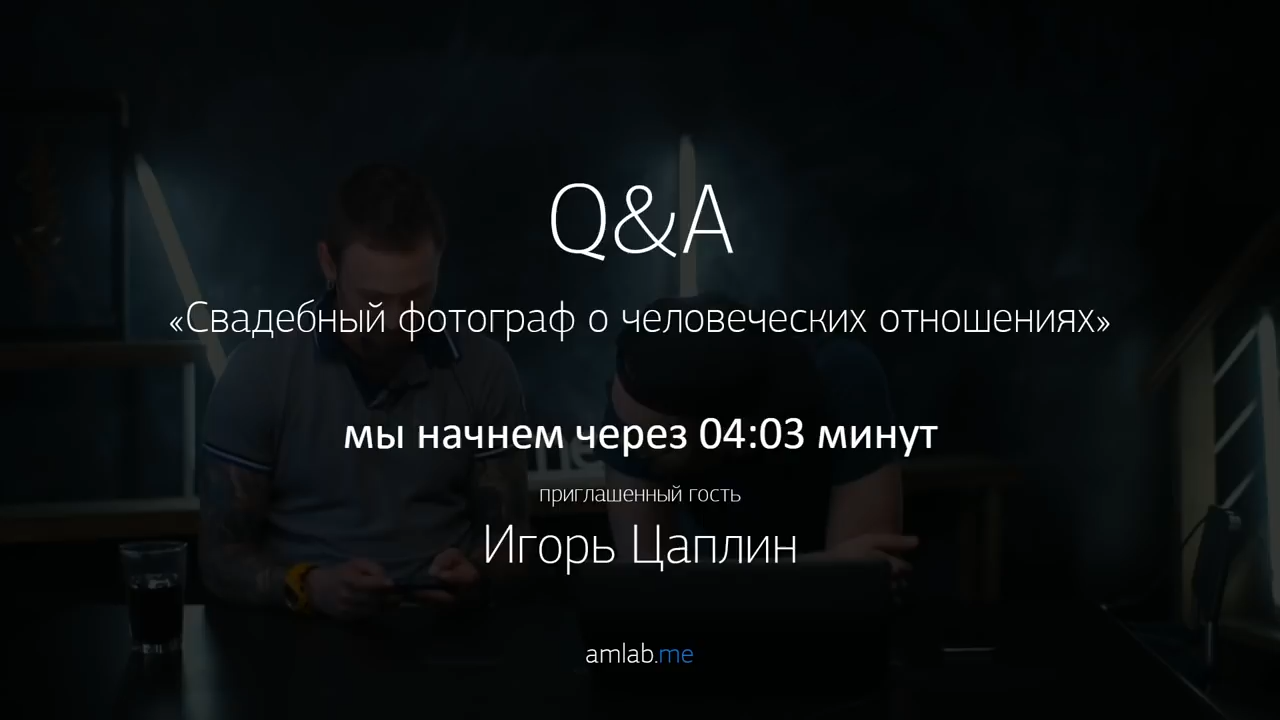 Q&A
«Свадебный фотограф о человеческих отношениях»
мы начнем через 04:03 минут
приглашенный гость
Игорь Цаплин
amlab.me